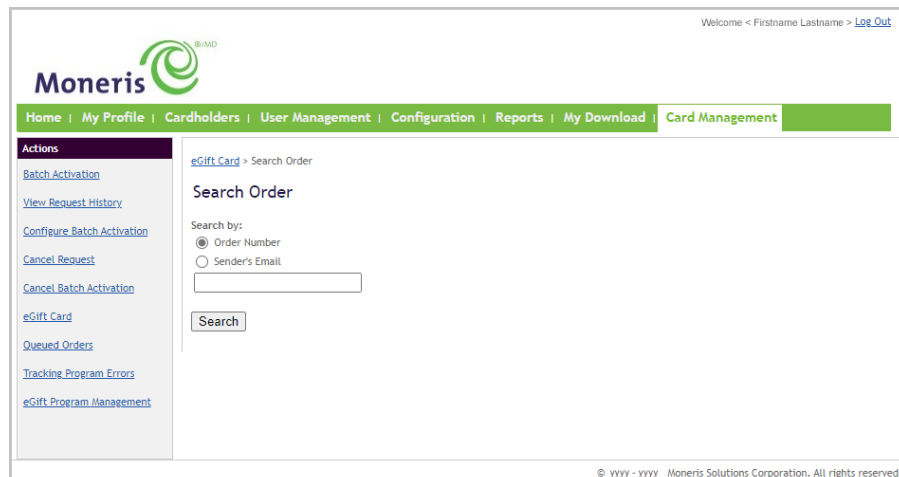 Welcome < Firstname Lastname > Log Out
®/MD
Moneris
Home | My Profile | Cardholders | User Management | Configuration | Reports | My Download | Card Management
Actions
Batch Activation
View Request History
Configure Batch Activation
Cancel Request
Cancel Batch Activation
eGift Card
Queued Orders
Tracking Program Errors
eGift Program Management
eGift Card > Search Order
Search Order
Search by:
Order Number
Sender's Email
Search
© yyyy - yyyy Moneris Solutions Corporation. All rights reserved